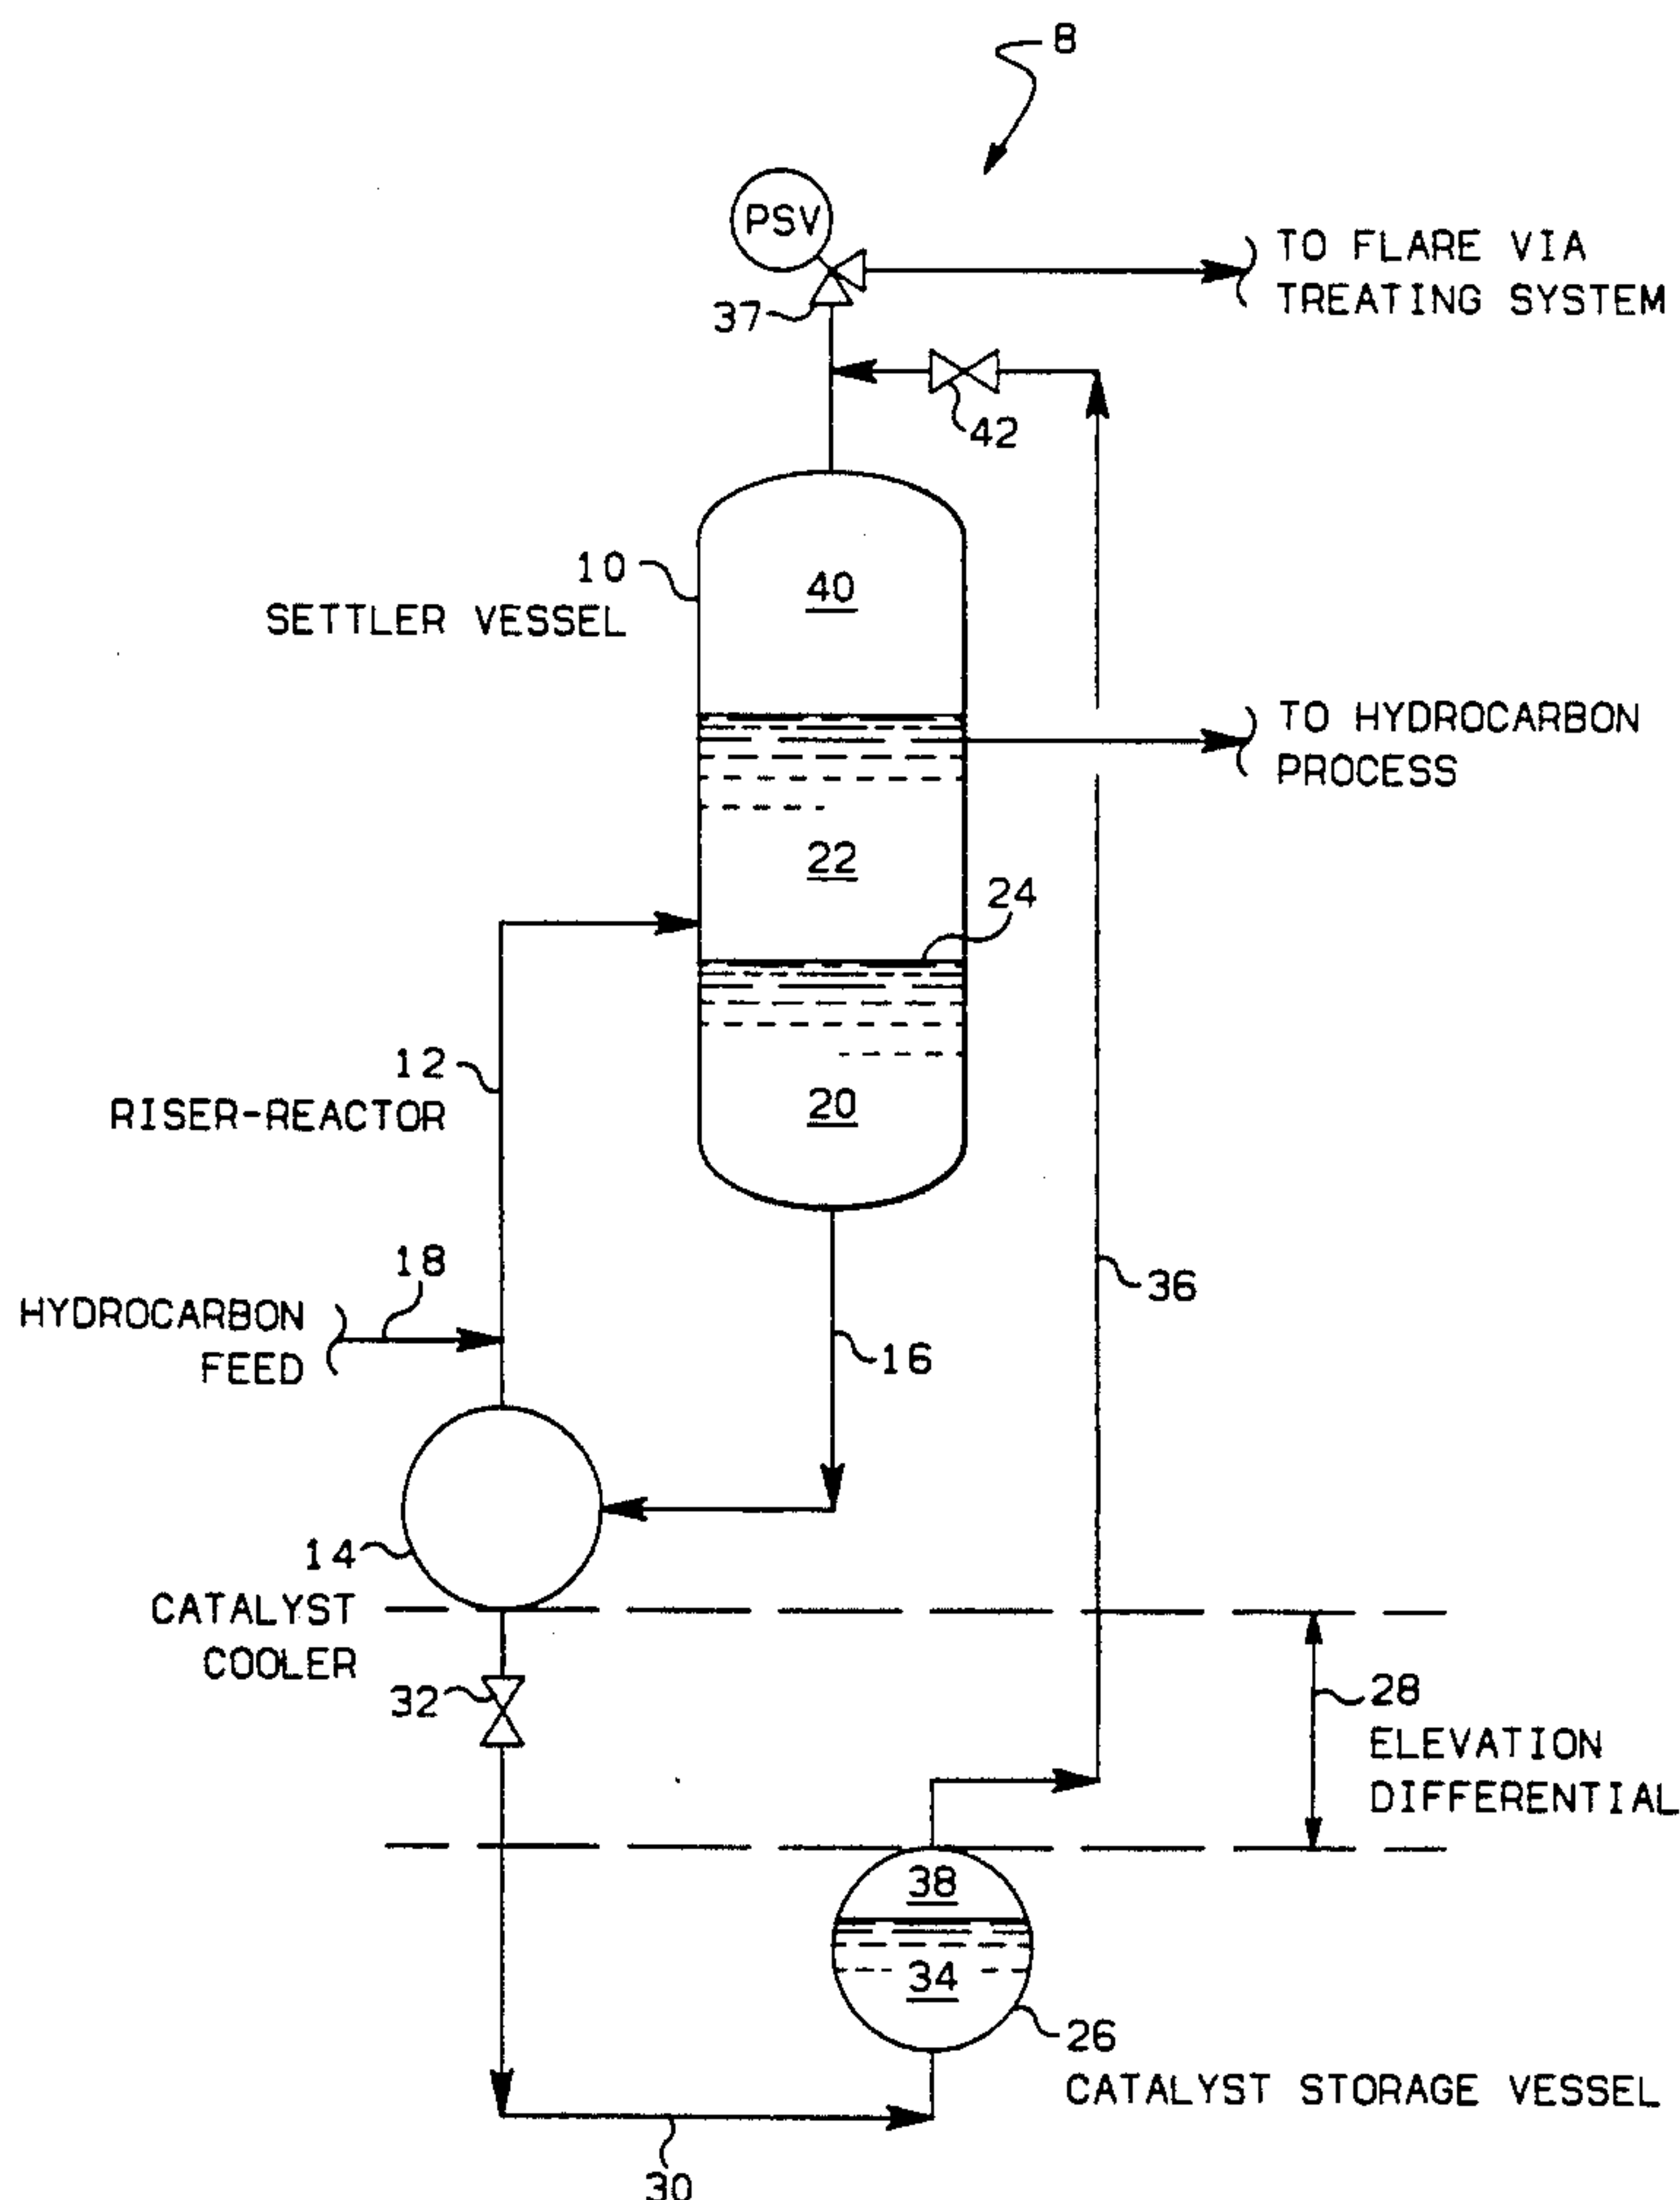 8
PSV
TO FLARE VIA
TREATING SYSTEM
37
42
10
SETTLER VESSEL
40
TO HYDROCARBON
PROCESS
22
24
12
RISER-REACTOR
20
18
HYDROCARBON
FEED
36
16
14
CATALYST
COOLER
32
28
ELEVATION
DIFFERENTIAL
38
34
26
CATALYST STORAGE VESSEL
30